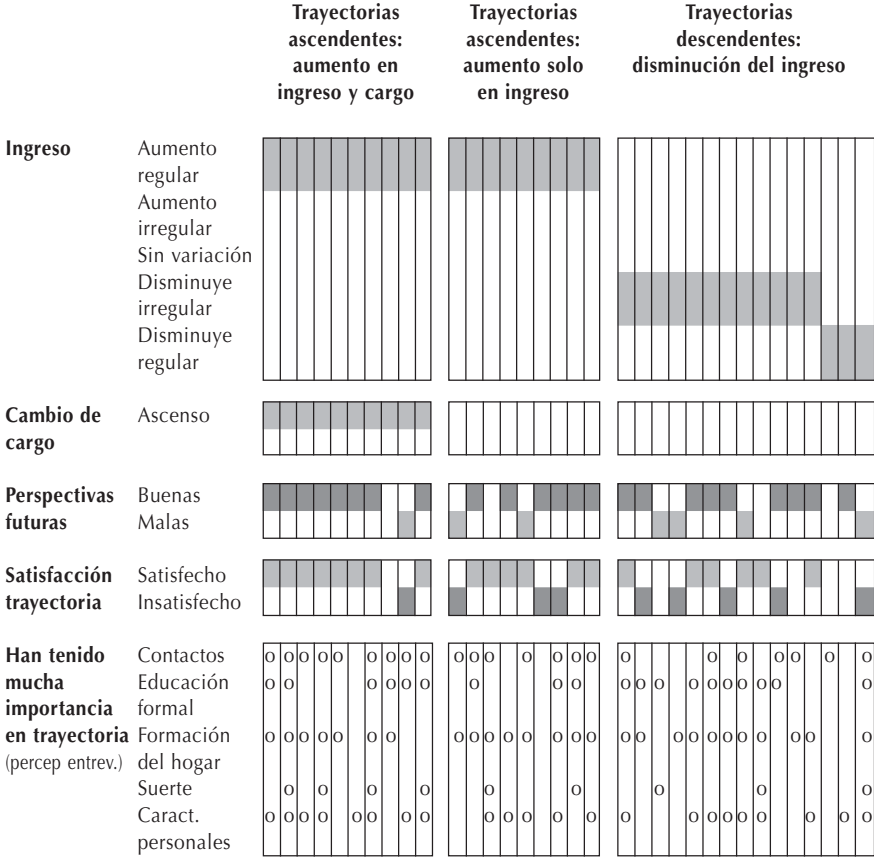 Trayectorias
ascendentes:
aumento en
ingreso y cargo
Trayectorias
ascendentes:
aumento solo
en ingreso
Trayectorias
descendentes:
disminución del ingreso
Ingreso
Aumento
regular
Aumento
irregular
Sin variación
Disminuye
irregular
Disminuye
regular
Cambio de
cargo
Ascenso
Perspectivas
futuras
Buenas
Malas
Satisfacción
trayectoria
Satisfecho
Insatisfecho
Han tenido
mucha
importancia
en trayectoria
(percep entrev.)
Contactos
o o o o o o o o o o o o o o o o o o o o o o o
Educación
formal
o o o o o o o o o o o o o o o o o o o
Formación
del hogar
o o o o o o o o o o o o o o o o o o o o o o o o o
Suerte
o o o o o o o o o
Caract.
personales
o o o o o o o o o o o o o o o o o o o o o o